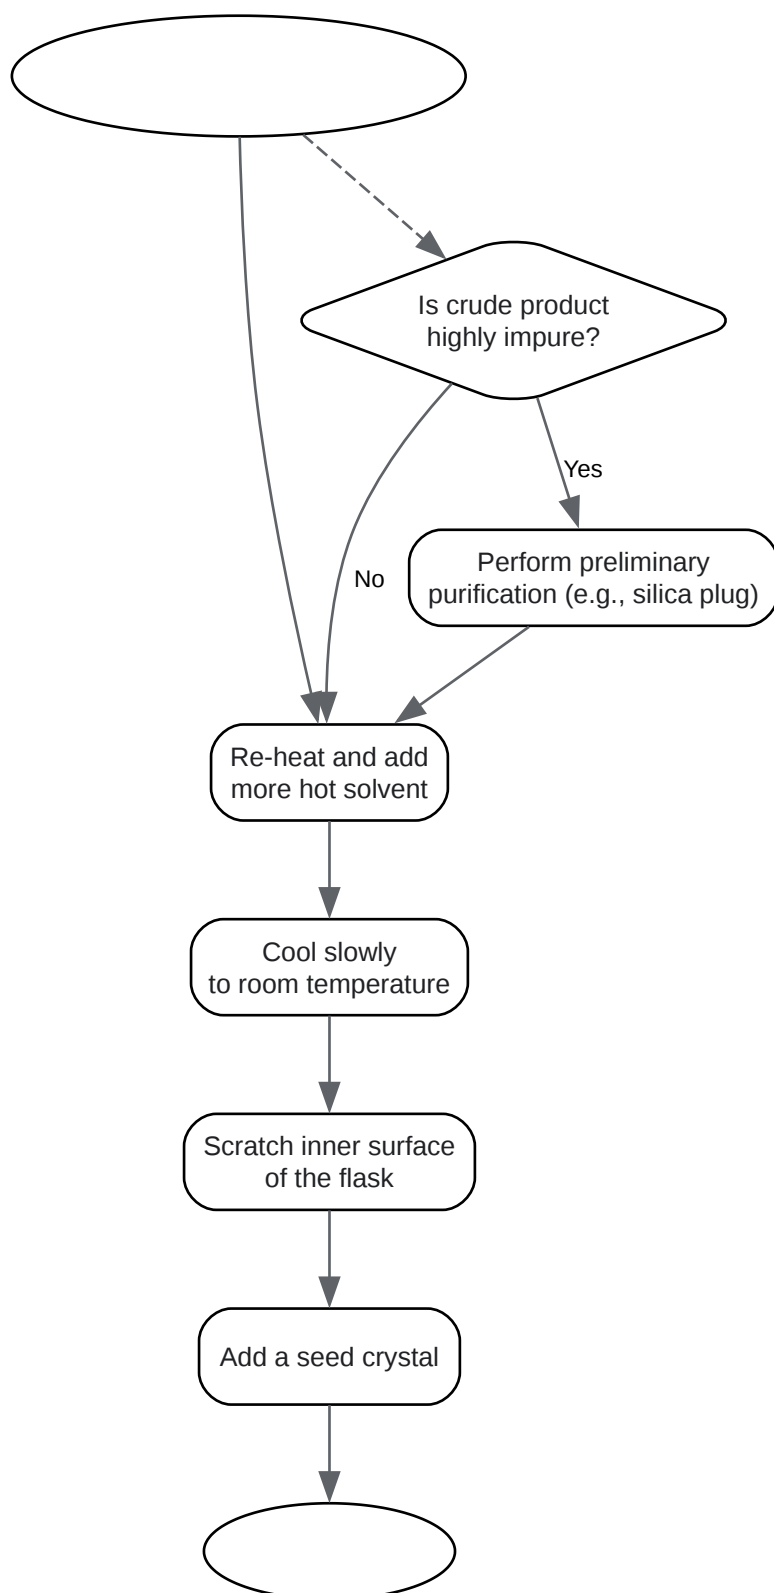 Is crude product
highly impure?
Yes
Perform preliminary
purification (e.g., silica plug)
No
Re-heat and add
more hot solvent
Cool slowly
to room temperature
Scratch inner surface
of the flask
Add a seed crystal